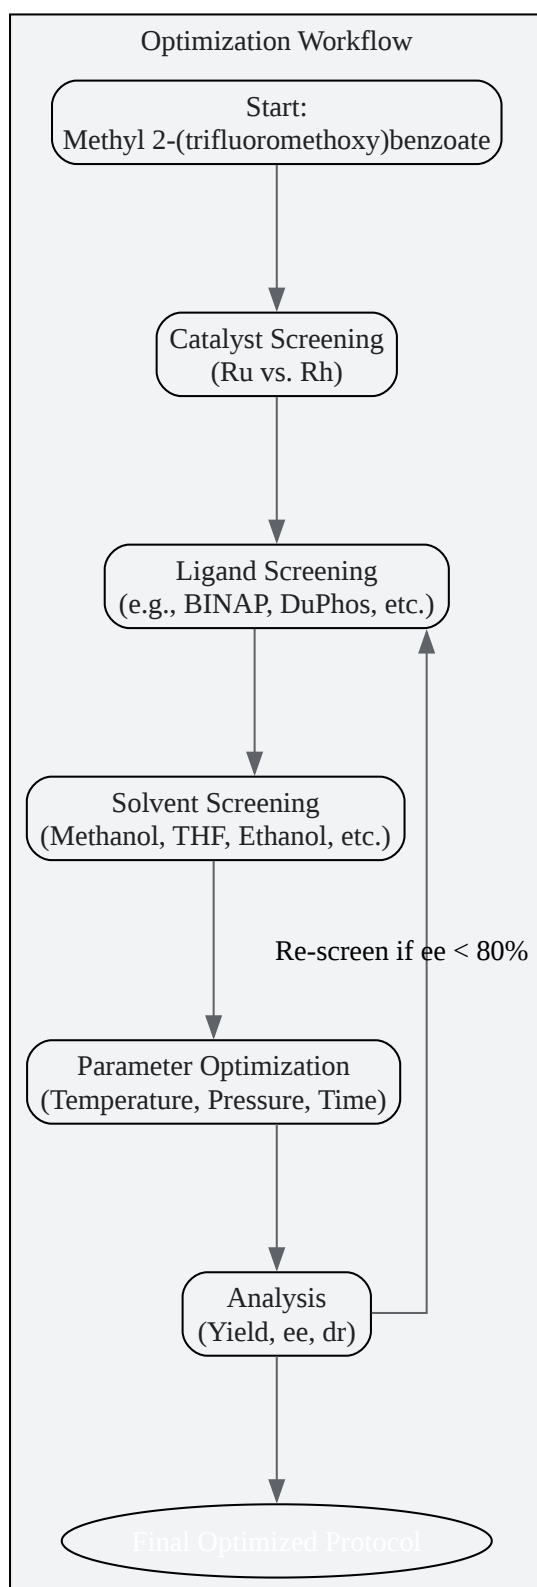 Optimization Workflow
Start:
Methyl 2-(trifluoromethoxy)benzoate
Catalyst Screening
(Ru vs. Rh)
Ligand Screening
(e.g., BINAP, DuPhos, etc.)
Solvent Screening
(Methanol, THF, Ethanol, etc.)
Re-screen if ee < 80%
Parameter Optimization
(Temperature, Pressure, Time)
Analysis
(Yield, ee, dr)
Final Optimized Protocol